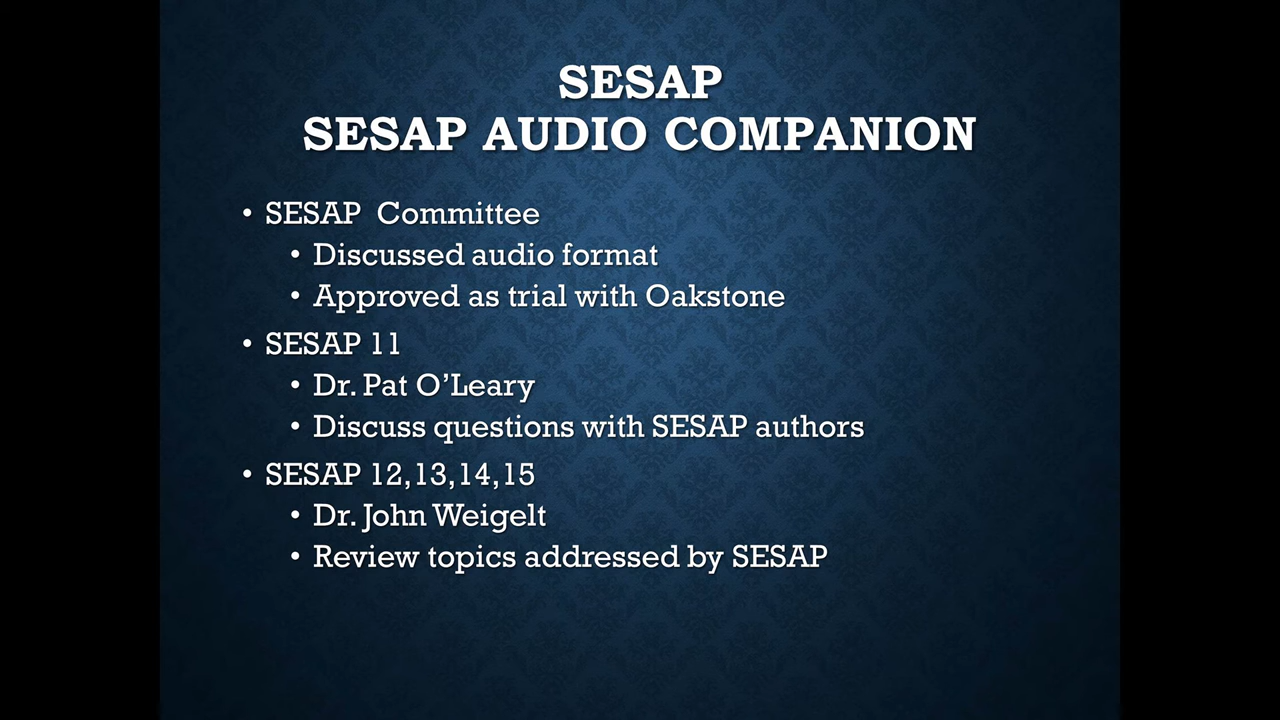 SESAP
SESAP AUDIO COMPANION
• SESAP Committee
• Discussed audio format
• Approved as trial with Oakstone
• SESAP 11
• Dr. Pat O’Leary
• Discuss questions with SESAP authors
• SESAP 12,13,14,15
• Dr. John Weigelt
• Review topics addressed by SESAP